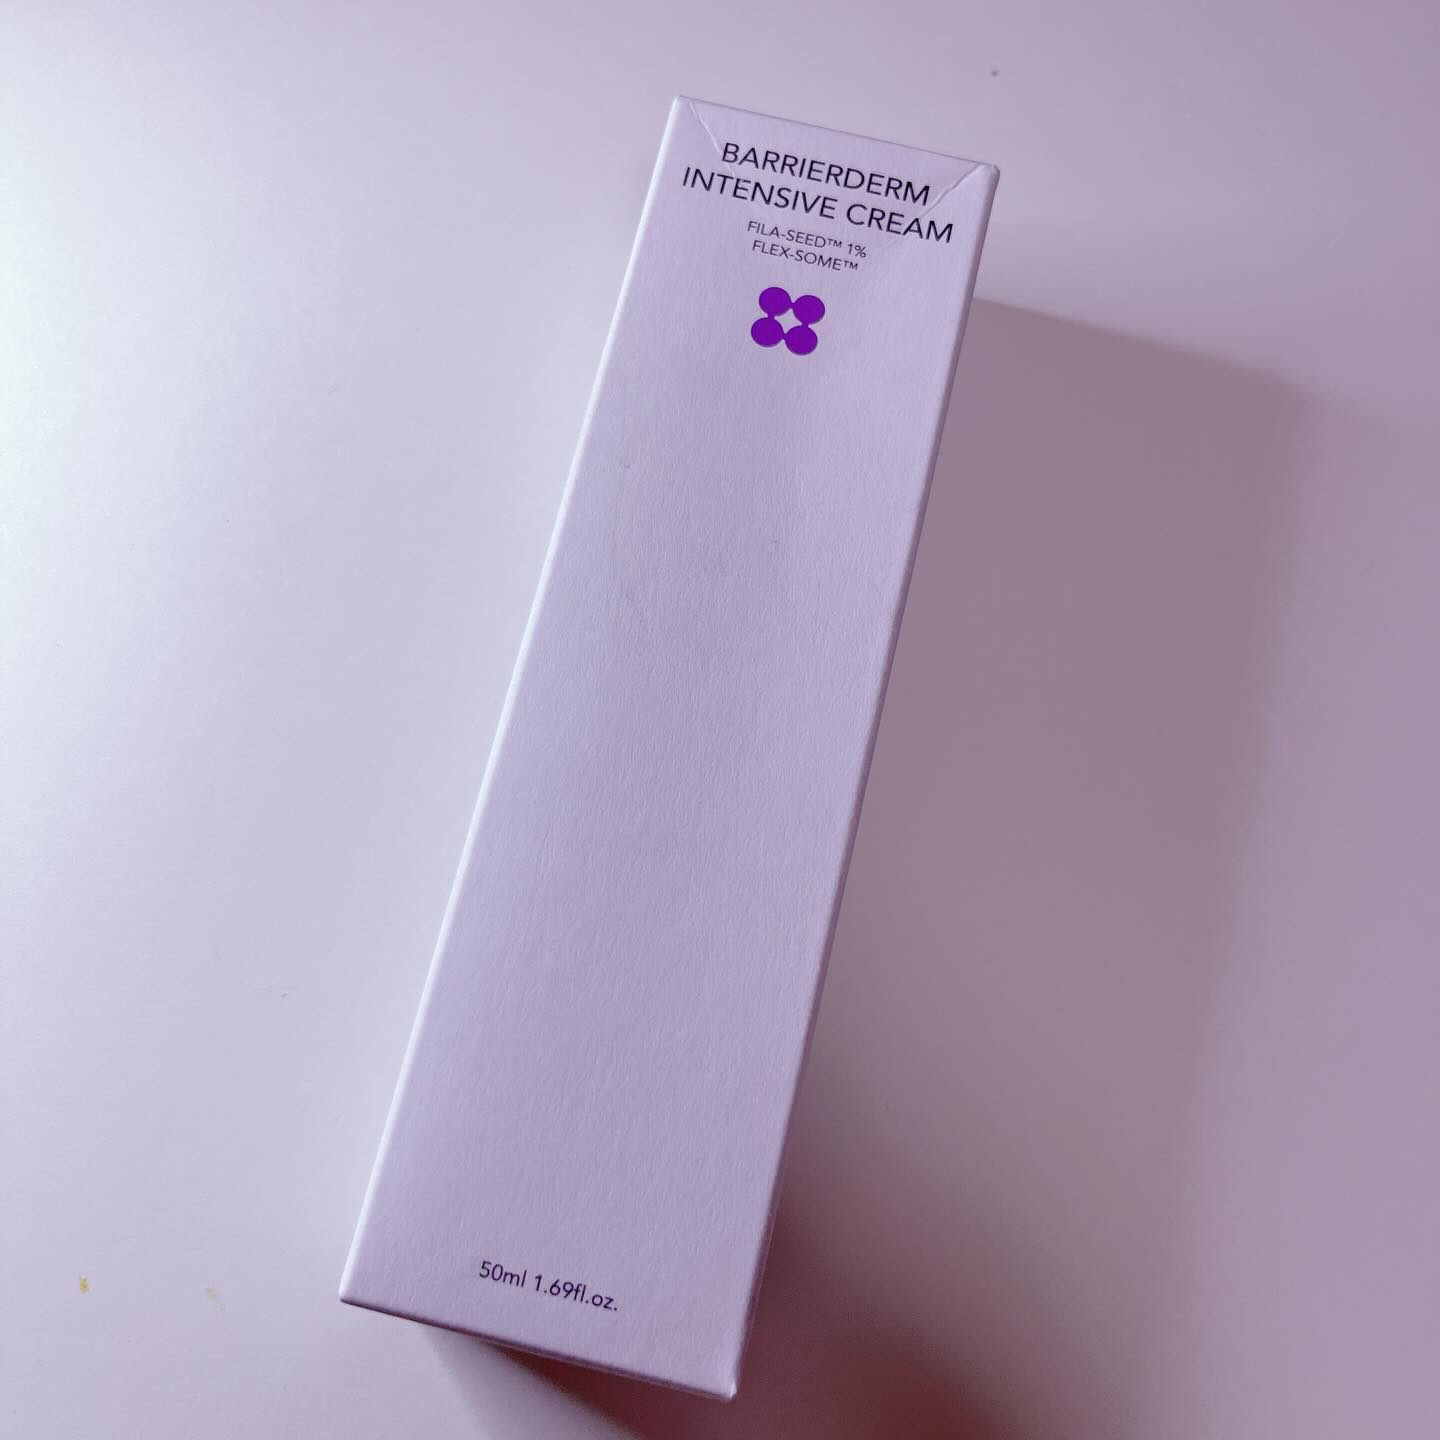 BARRIERDERM
INTENSIVE CREAM
FILA-SEED™ 1%
FLEX-SOME™
50ml 1.69fl.oz.